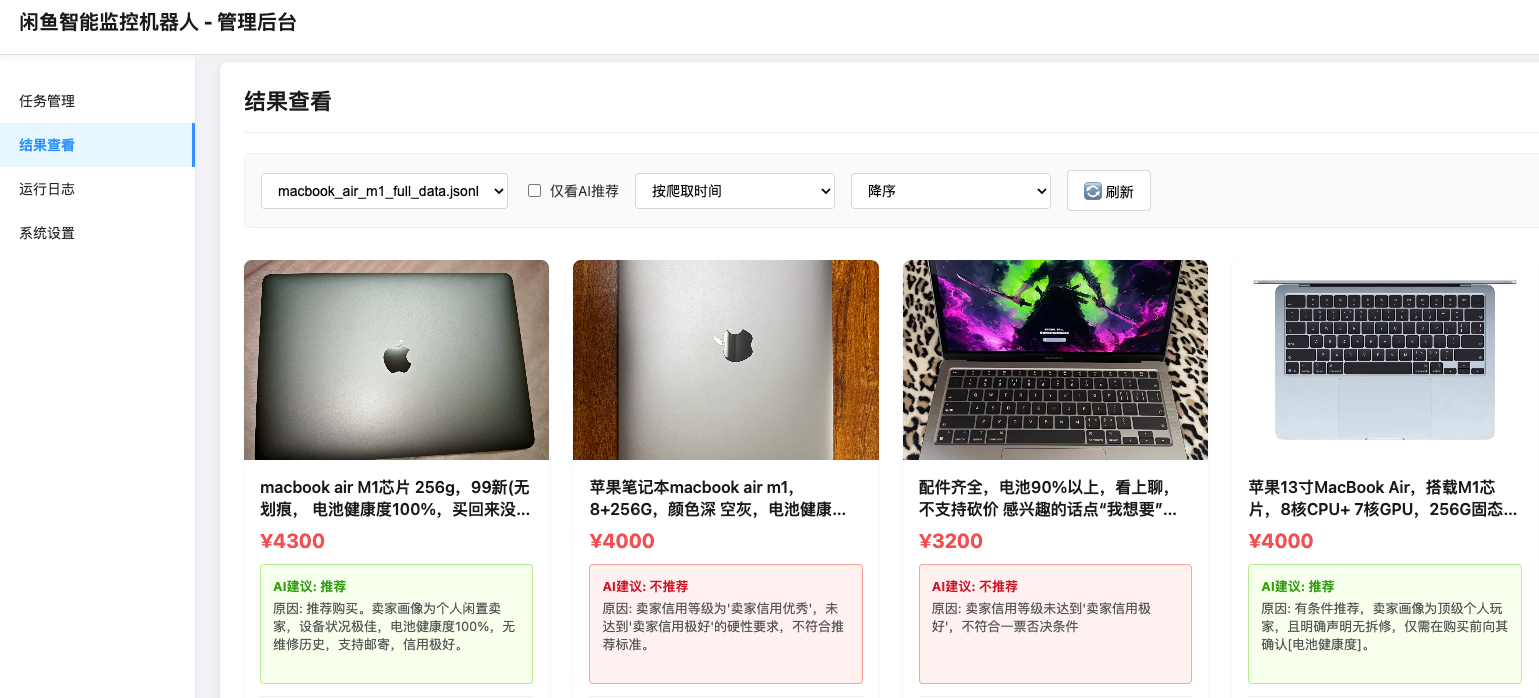 闲鱼智能监控机器人 - 管理后台
任务管理
结果查看
运行日志
系统设置
结果查看
macbook_air_m1_full_data.jsonl
仅看AI推荐
按爬取时间
降序
刷新
macbook air M1芯片 256g，99新(无
划痕， 电池健康度100%，买回来没...
¥4300
AI建议: 推荐
原因: 推荐购买。卖家画像为个人闲置卖
家，设备状况极佳，电池健康度100%，无
维修历史，支持邮寄，信用极好。
苹果笔记本macbook air m1，
8+256G，颜色深 空灰，电池健康...
¥4000
AI建议: 不推荐
原因: 卖家信用等级为'卖家信用优秀'，未
达到'卖家信用极好'的硬性要求，不符合推
荐标准。
配件齐全，电池90%以上，看上聊，
不支持砍价 感兴趣的话点“我想要”...
¥3200
AI建议: 不推荐
原因: 卖家信用等级未达到'卖家信用极
好'，不符合一票否决条件
苹果13寸MacBook Air，搭载M1芯
片，8核CPU+ 7核GPU，256G固态...
¥4000
AI建议: 推荐
原因: 有条件推荐，卖家画像为顶级个人玩
家，且明确声明无拆修，仅需在购买前向其
确认[电池健康度]。